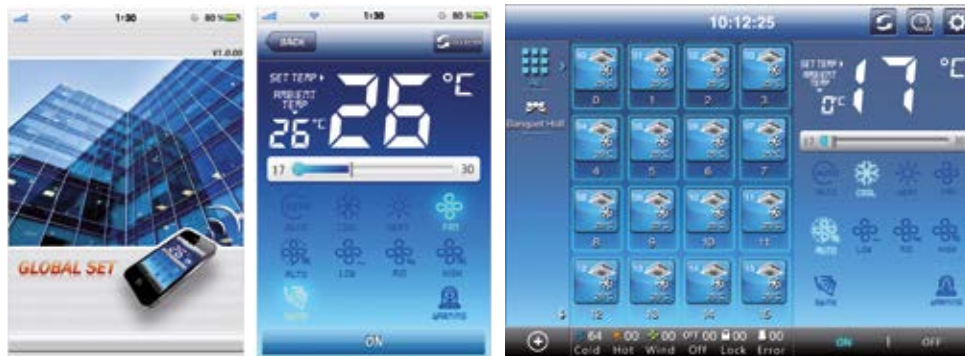 1:30
80 %
V1.0.00
GLOBAL SET
1:30
80 %
BACK
SET TEMP
AMBIENT
TEMP
26 °C
26 °C
17
30
AUTO
COOL
HEAT
FAN
AUTO
LOW
MID
HIGH
SWING
WARNING
ON
10:12:25
Banquet Hall
0 1 2 3
4 5 6 7
8 9 10 11
12 13 14 15
SET TEMP
AMBIENT
TEMP
17 °C
0°C
17
AUTO
COOL
HEAT
AUTO
LOW
MID
HIGH
SWING
WARNING
64 00 00 OFF 00 00 00
Cold Hot Wind Off Lock Error
ON
OFF